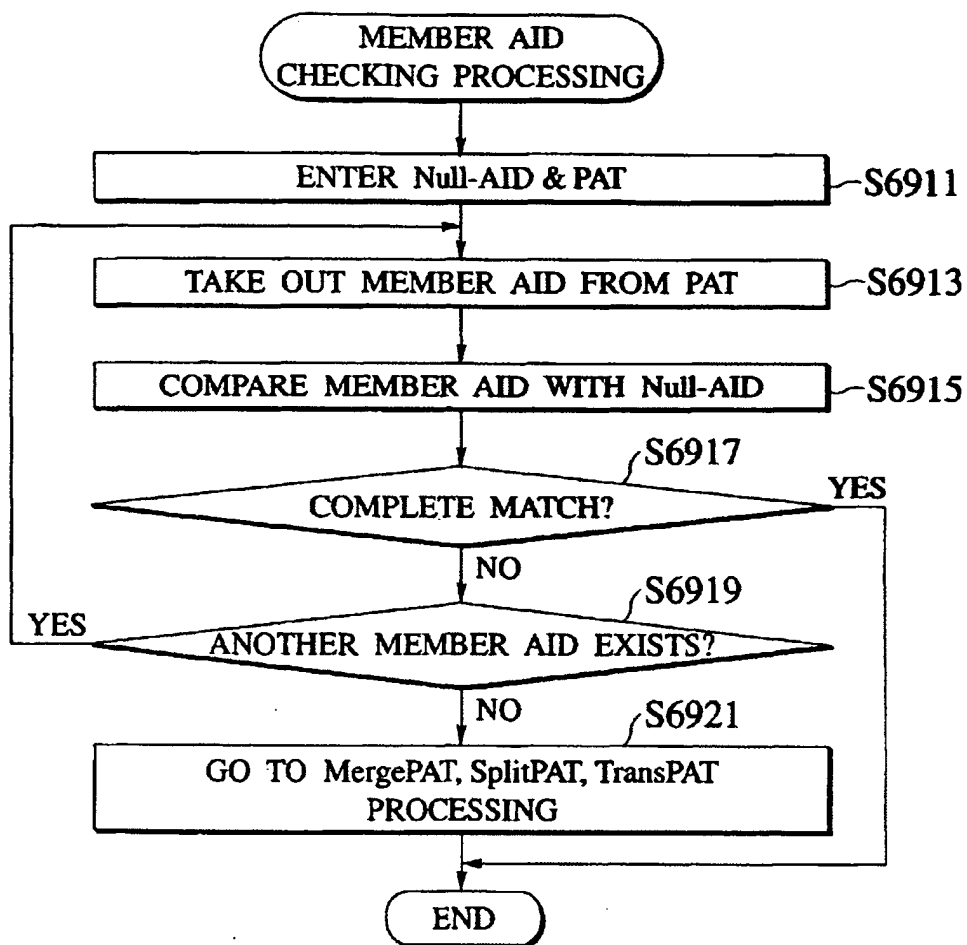 MEMBER AID
CHECKING PROCESSING
ENTER Null-AID & PAT
S6911
TAKE OUT MEMBER AID FROM PAT
S6913
COMPARE MEMBER AID WITH Null-AID
S6915
S6917
COMPLETE MATCH?
YES
NO
S6919
YES
ANOTHER MEMBER AID EXISTS?
NO
S6921
GO TO MergePAT, SplitPAT, TransPAT
PROCESSING
END